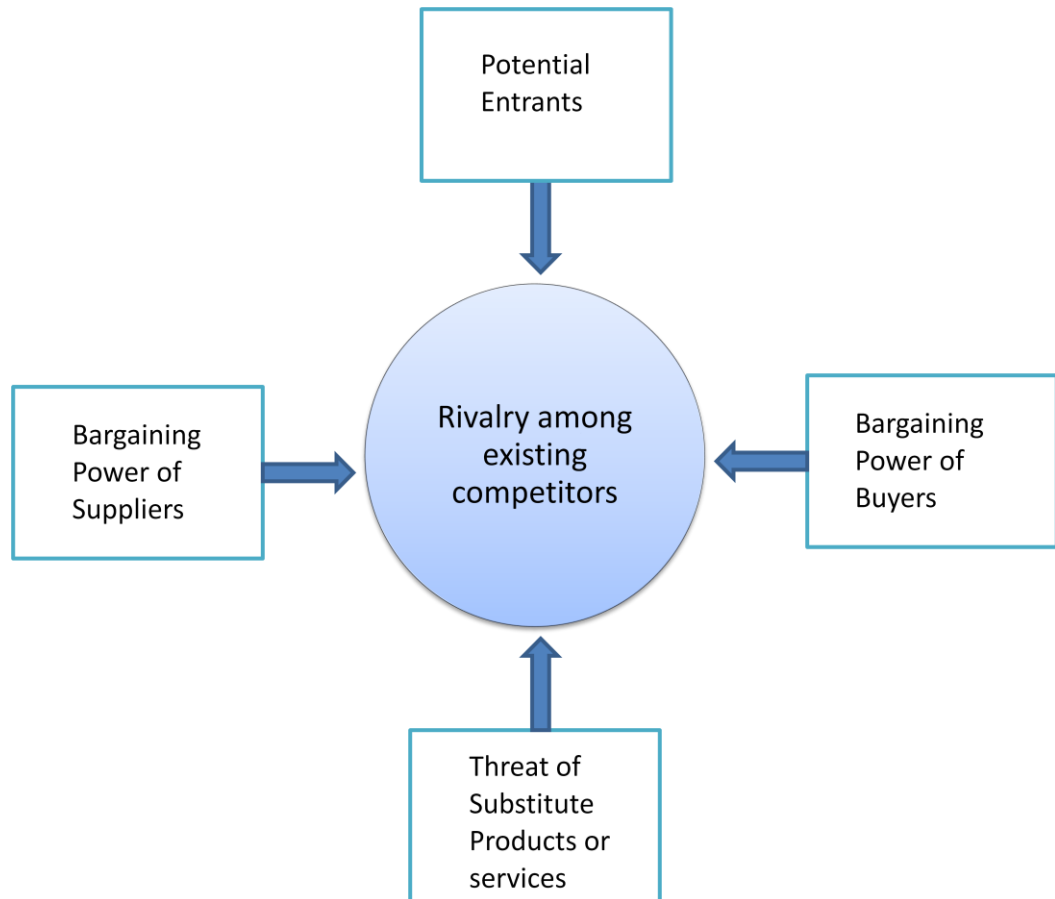 Potential
Entrants
Bargaining
Power of
Suppliers
Rivalry among
existing
competitors
Bargaining
Power of
Buyers
Threat of
Substitute
Products or
services